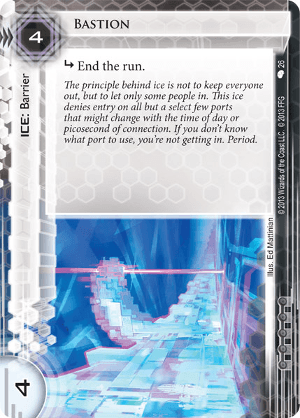 4
BASTION
ICE: Barrier
↳ End the run.
The principle behind ice is not to keep everyone
out, but to let only some people in. This ice
denies entry on all but a select few ports
that might change with the time of day or
picosecond of connection. If you don't know
what port to use, you're not getting in. Period.
26
© 2013 Wizards of the Coast LLC. © 2013 FFG
Illus. Ed Mattinian
4